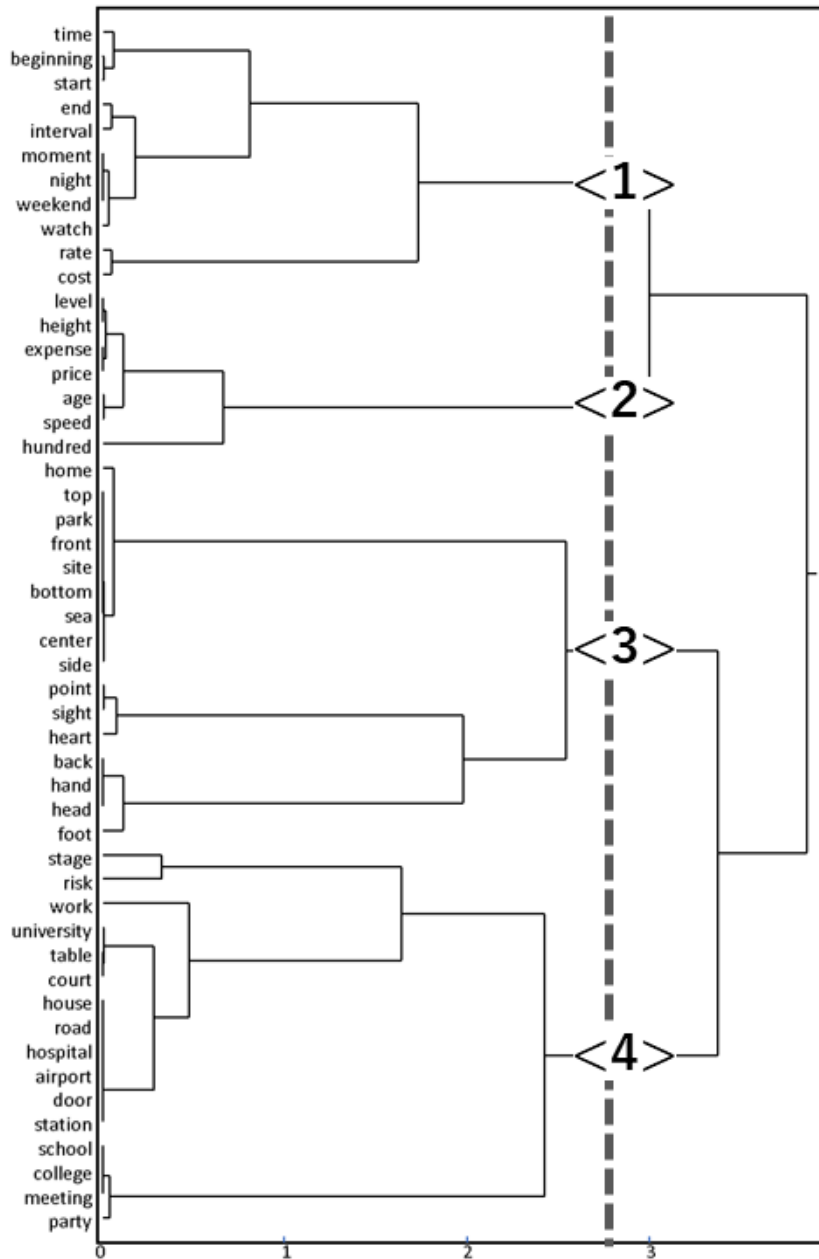 time
beginning
start
end
interval
moment
night
weekend
watch
rate
cost
level
height
expense
price
age
speed
hundred
home
top
park
front
site
bottom
sea
center
side
point
sight
heart
back
hand
head
foot
stage
risk
work
university
table
court
house
road
hospital
airport
door
station
school
college
meeting
party
<1>
<2>
<3>
<4>
0 1 2 3